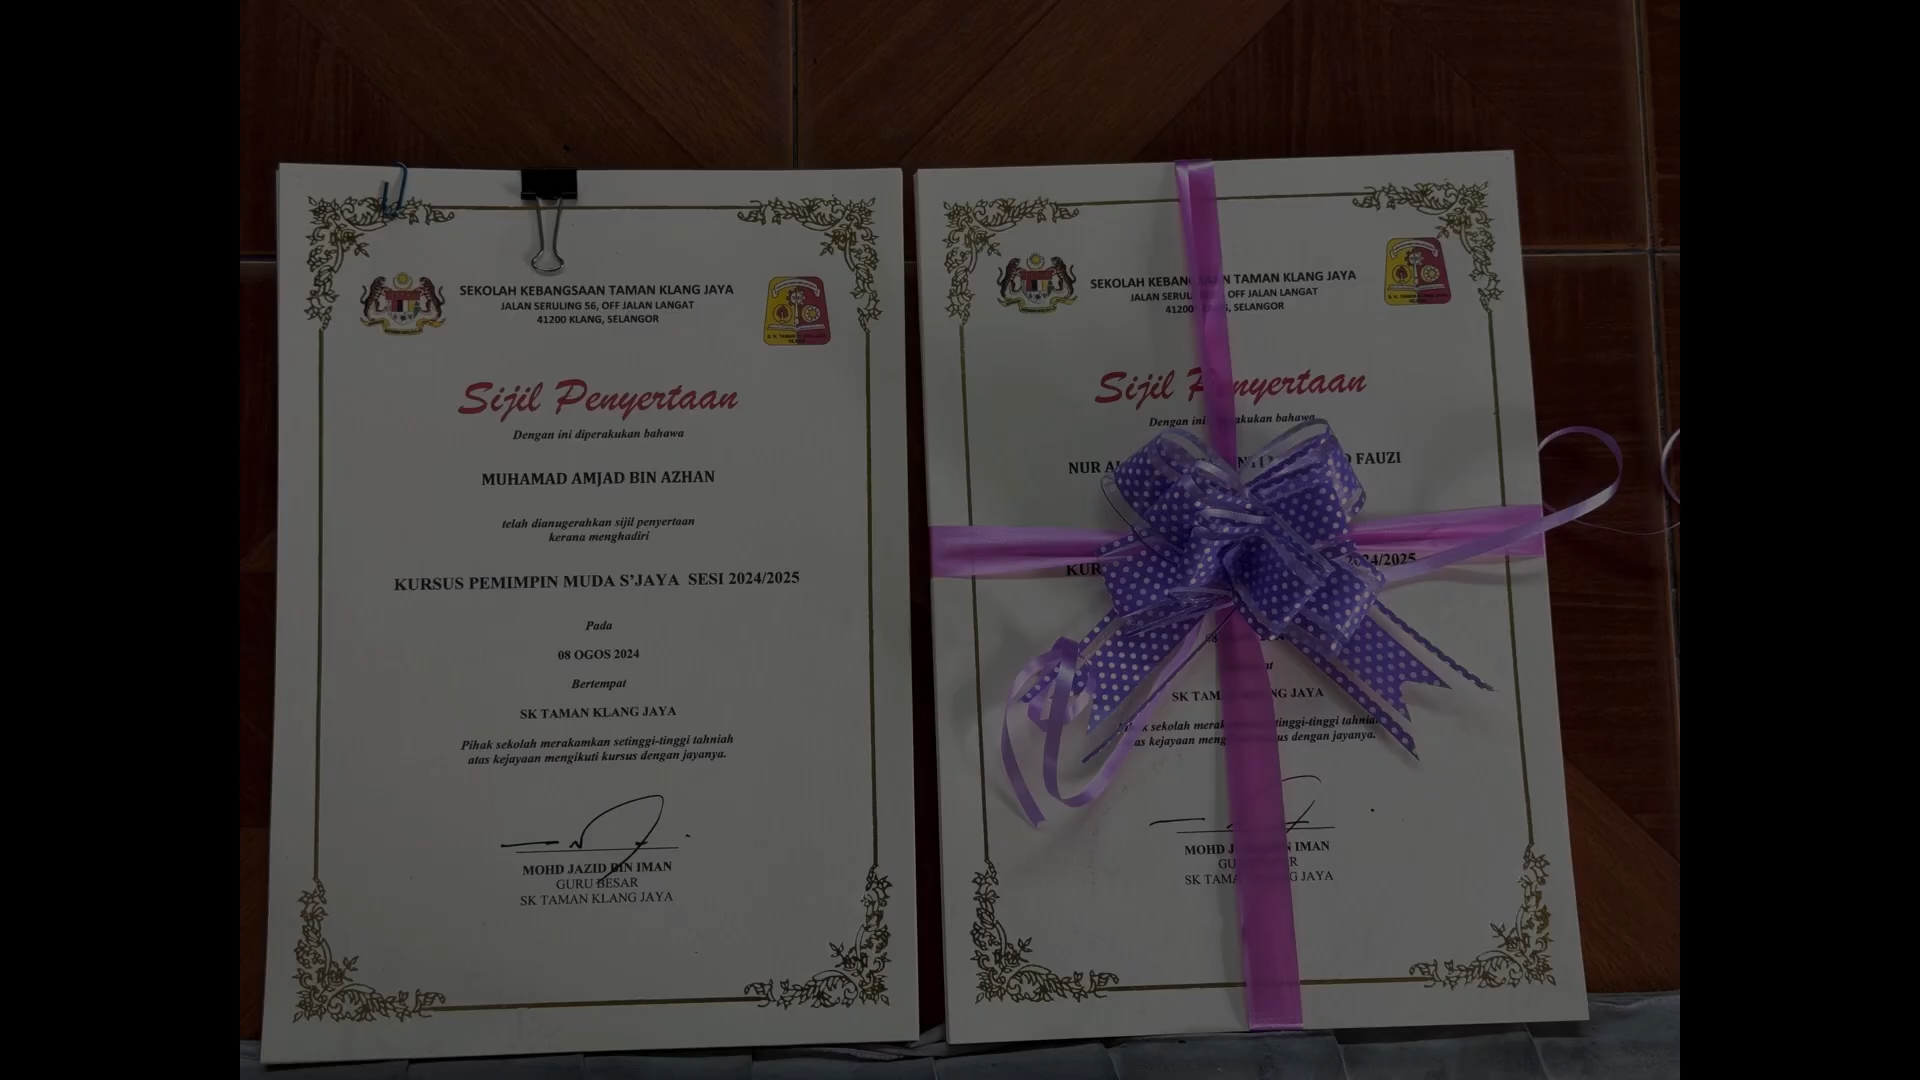 SEKOLAH KEBANGSAAN TAMAN KLANG JAYA
JALAN SERULING 56, OFF JALAN LANGAT
41200 KLANG, SELANGOR
Sijil Penyertaan
Dengan ini diperakukan bahawa
MUHAMAD AMJAD BIN AZHAN
telah dianugerahkan sijil penyertaan
kerana menghadiri
KURSUS PEMIMPIN MUDA S'JAYA SESI 2024/2025
Pada
08 OGOS 2024
Bertempat
SK TAMAN KLANG JAYA
Pihak sekolah merakamkan setinggi-tinggi tahniah
atas kejayaan mengikuti kursus dengan jayanya.
MOHD JAZID BIN IMAN
GURU BESAR
SK TAMAN KLANG JAYA
SEKOLAH KEBANGSAAN TAMAN KLANG JAYA
JALAN OFF JALAN LANGAT
SELANGOR
Sijil Penyertaan
Dengan ini diperakukan bahawa
NUR FAUZI
2024/2025
SK TAMAN KLANG JAYA
sekolah setinggi-tinggi tahniah
kejayaan dengan jayanya.
MOHD IMAN
SK TAMAN KLANG JAYA